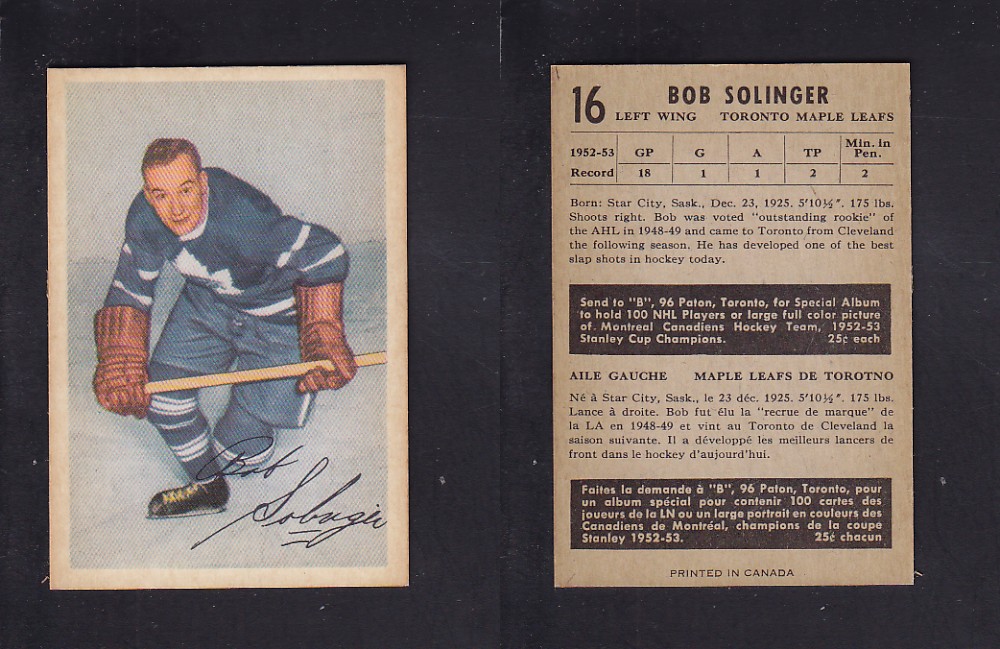 Bob
Solinger
16
BOB SOLINGER
LEFT WING TORONTO MAPLE LEAFS
1952-53 GP G A TP Min. in Pen.
Record 18 1 1 2 2
Born: Star City, Sask., Dec. 23, 1925. 5'10½". 175 lbs.
Shoots right. Bob was voted "outstanding rookie" of
the AHL in 1948-49 and came to Toronto from Cleveland
the following season. He has developed one of the best
slap shots in hockey today.
Send to "B", 96 Paton, Toronto, for Special Album
to hold 100 NHL Players or large full color picture
of Montreal Canadiens Hockey Team, 1952-53
Stanley Cup Champions. 25¢ each
AILE GAUCHE MAPLE LEAFS DE TOROTNO
Né à Star City, Sask., le 23 déc. 1925. 5'10½". 175 lbs.
Lance à droite. Bob fut élu la "recrue de marque" de
la LA en 1948-49 et vint au Toronto de Cleveland la
saison suivante. Il a développé les meilleurs lancers de
front dans le hockey d'aujourd'hui.
Faites la demande à "B", 96 Paton, Toronto, pour
un album spécial pour contenir 100 cartes des
joueurs de la LN ou un large portrait en couleurs des
Canadiens de Montréal, champions de la coupe
Stanley 1952-53. 25¢ chacun
PRINTED IN CANADA